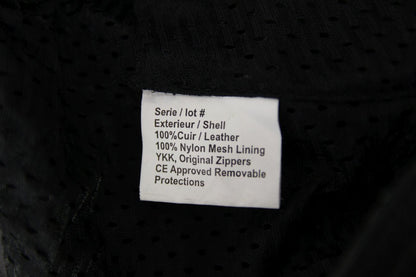 Serie / lot #
Exterieur / Shell
100%Cuir / Leather
100% Nylon Mesh Lining
YKK, Original Zippers
CE Approved Removable
Protections